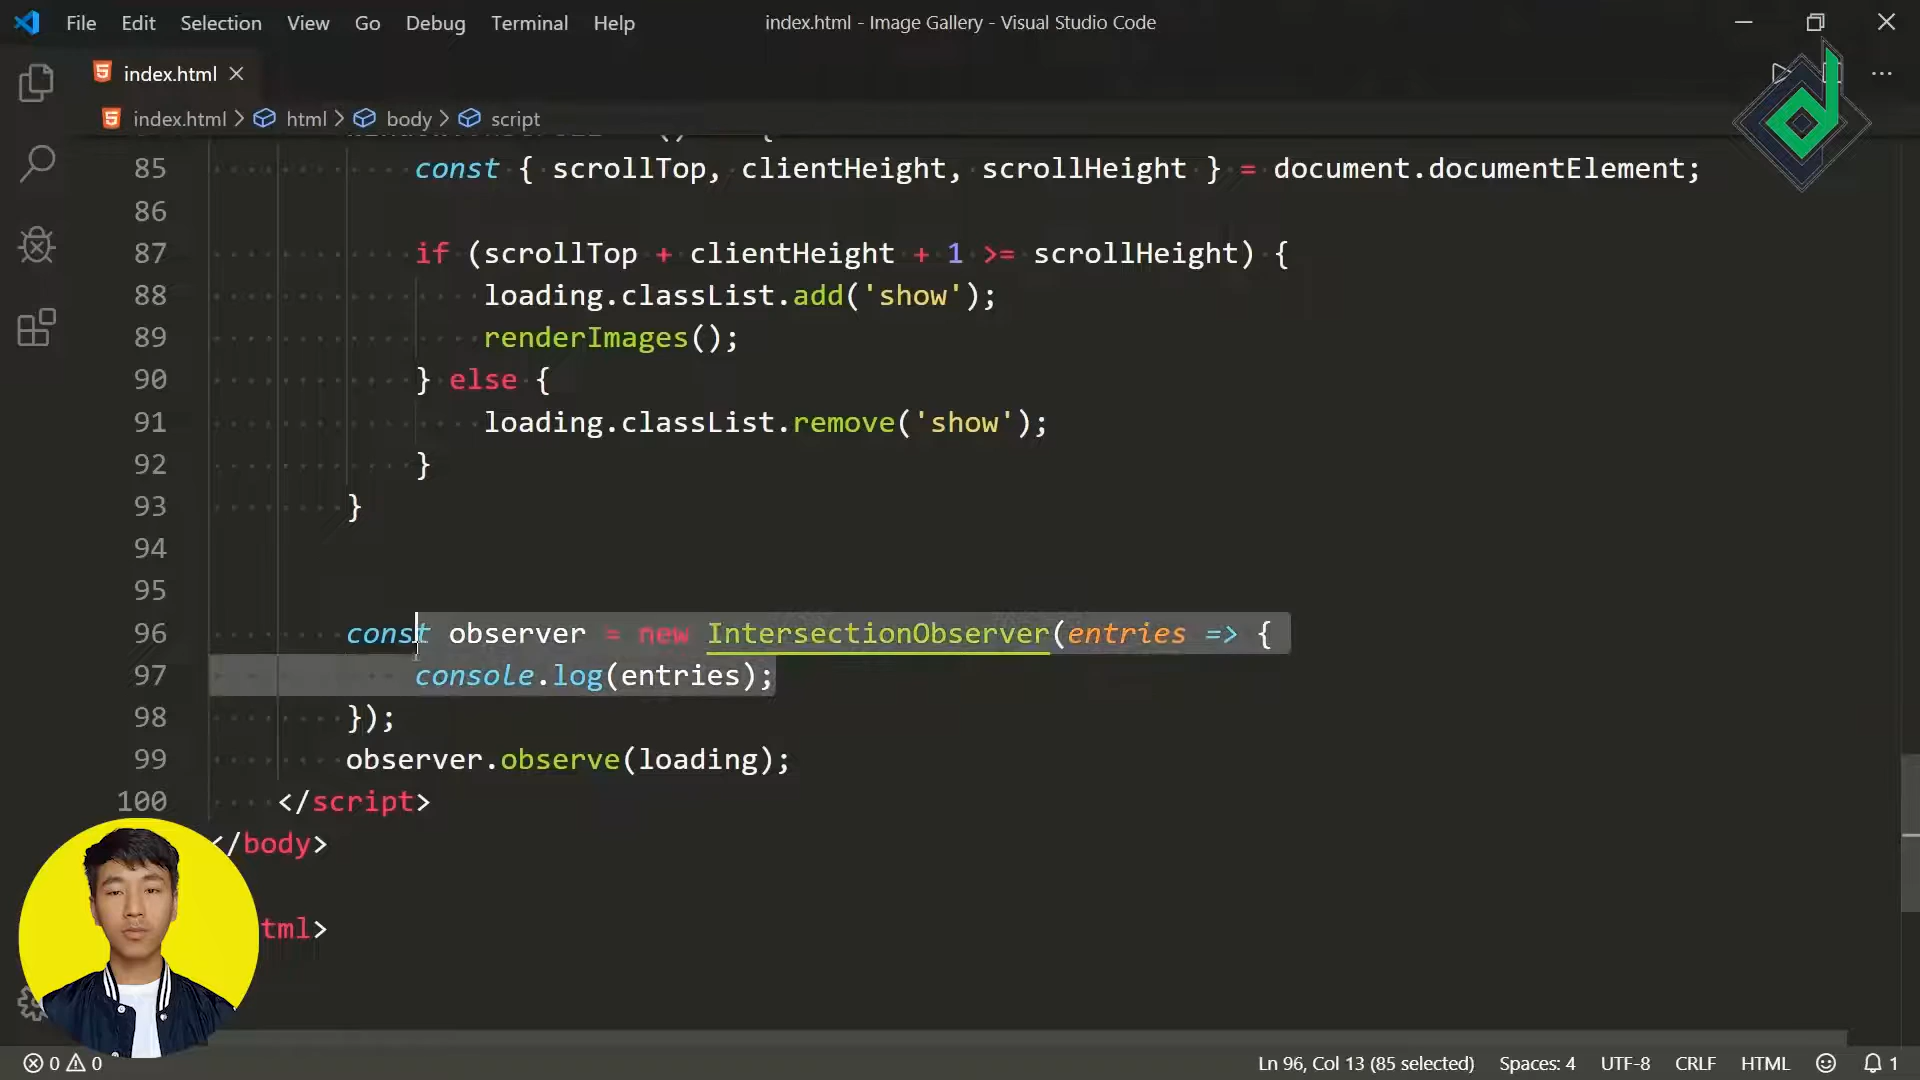 File Edit Selection View Go Debug Terminal Help index.html - Image Gallery - Visual Studio Code
index.html
index.html > html > body > script
85 const { scrollTop, clientHeight, scrollHeight } = document.documentElement;
86
87 if (scrollTop + clientHeight + 1 >= scrollHeight) {
88 loading.classList.add('show');
89 renderImages();
90 } else {
91 loading.classList.remove('show');
92 }
93 }
94
95
96 const observer = new IntersectionObserver(entries => {
97 console.log(entries);
98 });
99 observer.observe(loading);
100 </script>
/body>
tml>
0 0 Ln 96, Col 13 (85 selected) Spaces: 4 UTF-8 CRLF HTML 1